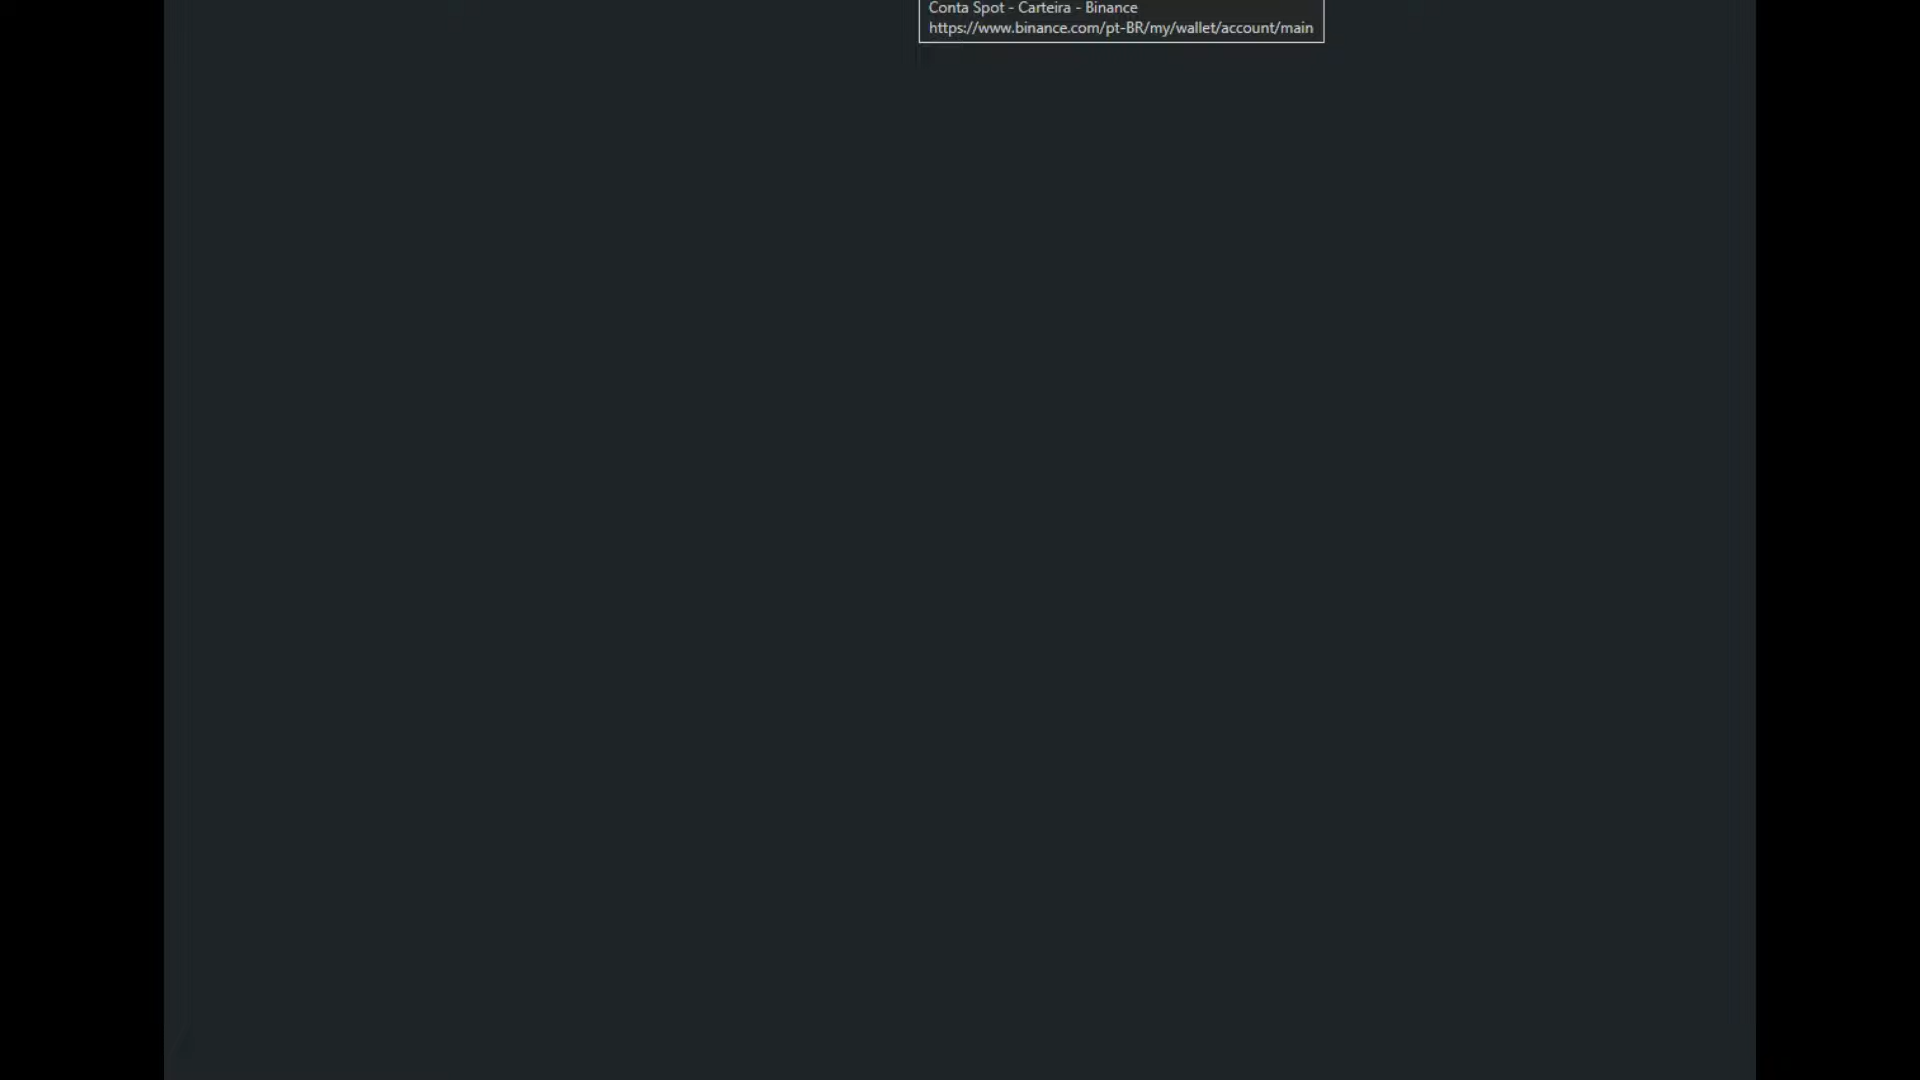 Conta Spot - Carteira - Binance
https://www.binance.com/pt-BR/my/wallet/account/main